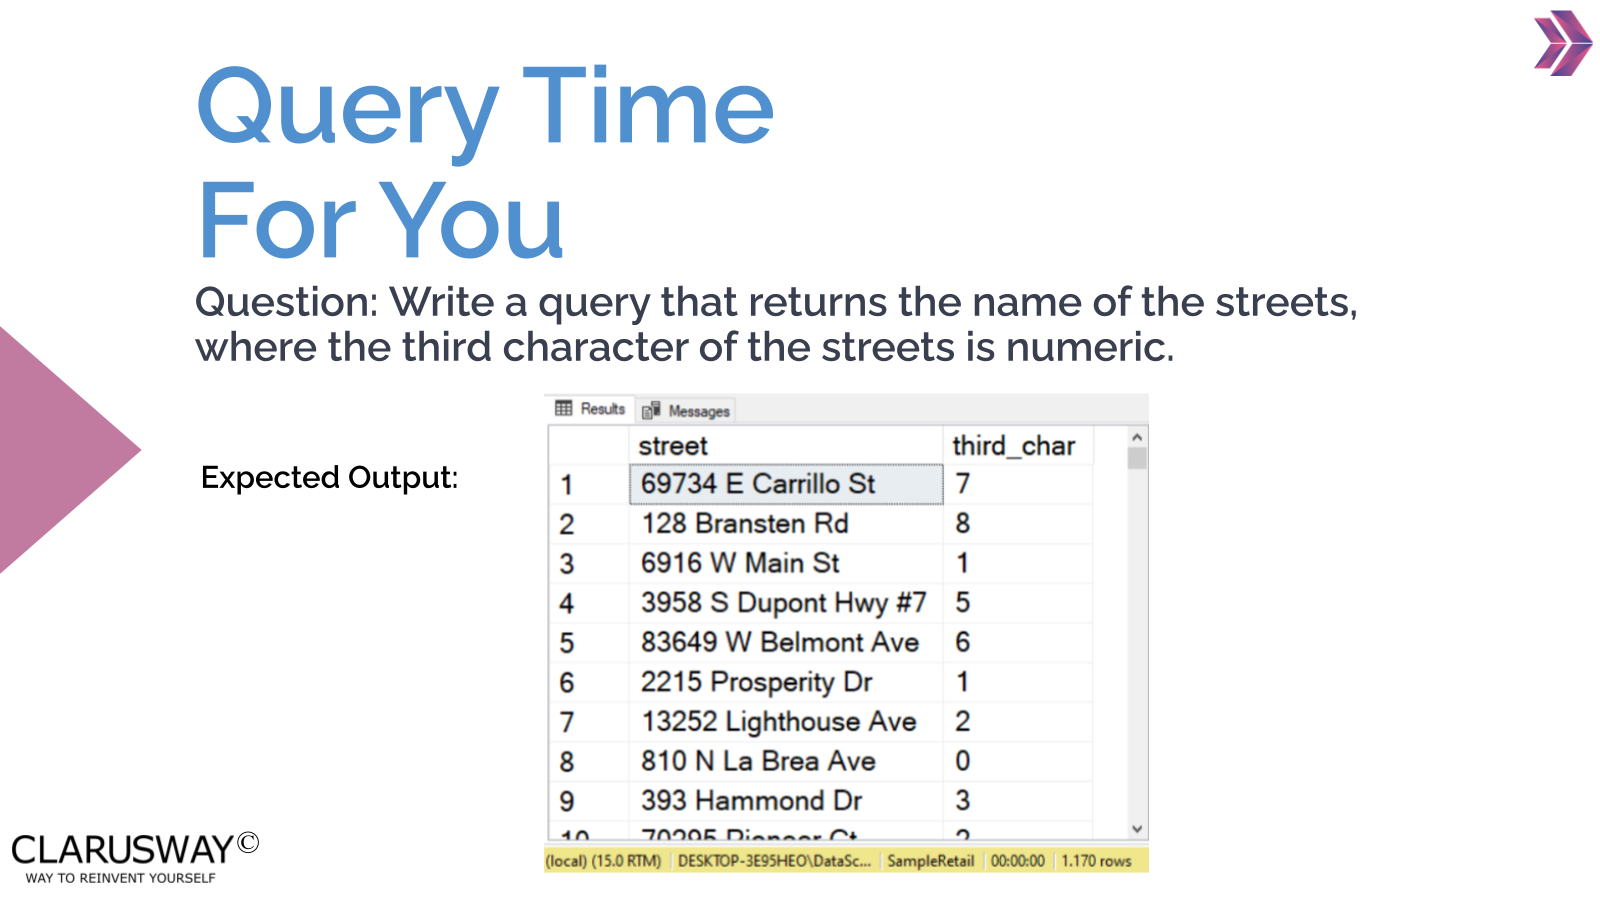 Query Time
For You
Question: Write a query that returns the name of the streets,
where the third character of the streets is numeric.
Expected Output:
Results Messages
street third_char
1 69734 E Carrillo St 7
2 128 Bransten Rd 8
3 6916 W Main St 1
4 3958 S Dupont Hwy #7 5
5 83649 W Belmont Ave 6
6 2215 Prosperity Dr 1
7 13252 Lighthouse Ave 2
8 810 N La Brea Ave 0
9 393 Hammond Dr 3
10 70295 Pioneer Ct 2
(local) (15.0 RTM) DESKTOP-3E95HEO\DataSc... SampleRetail 00:00:00 1.170 rows
CLARUSWAY©
WAY TO REINVENT YOURSELF